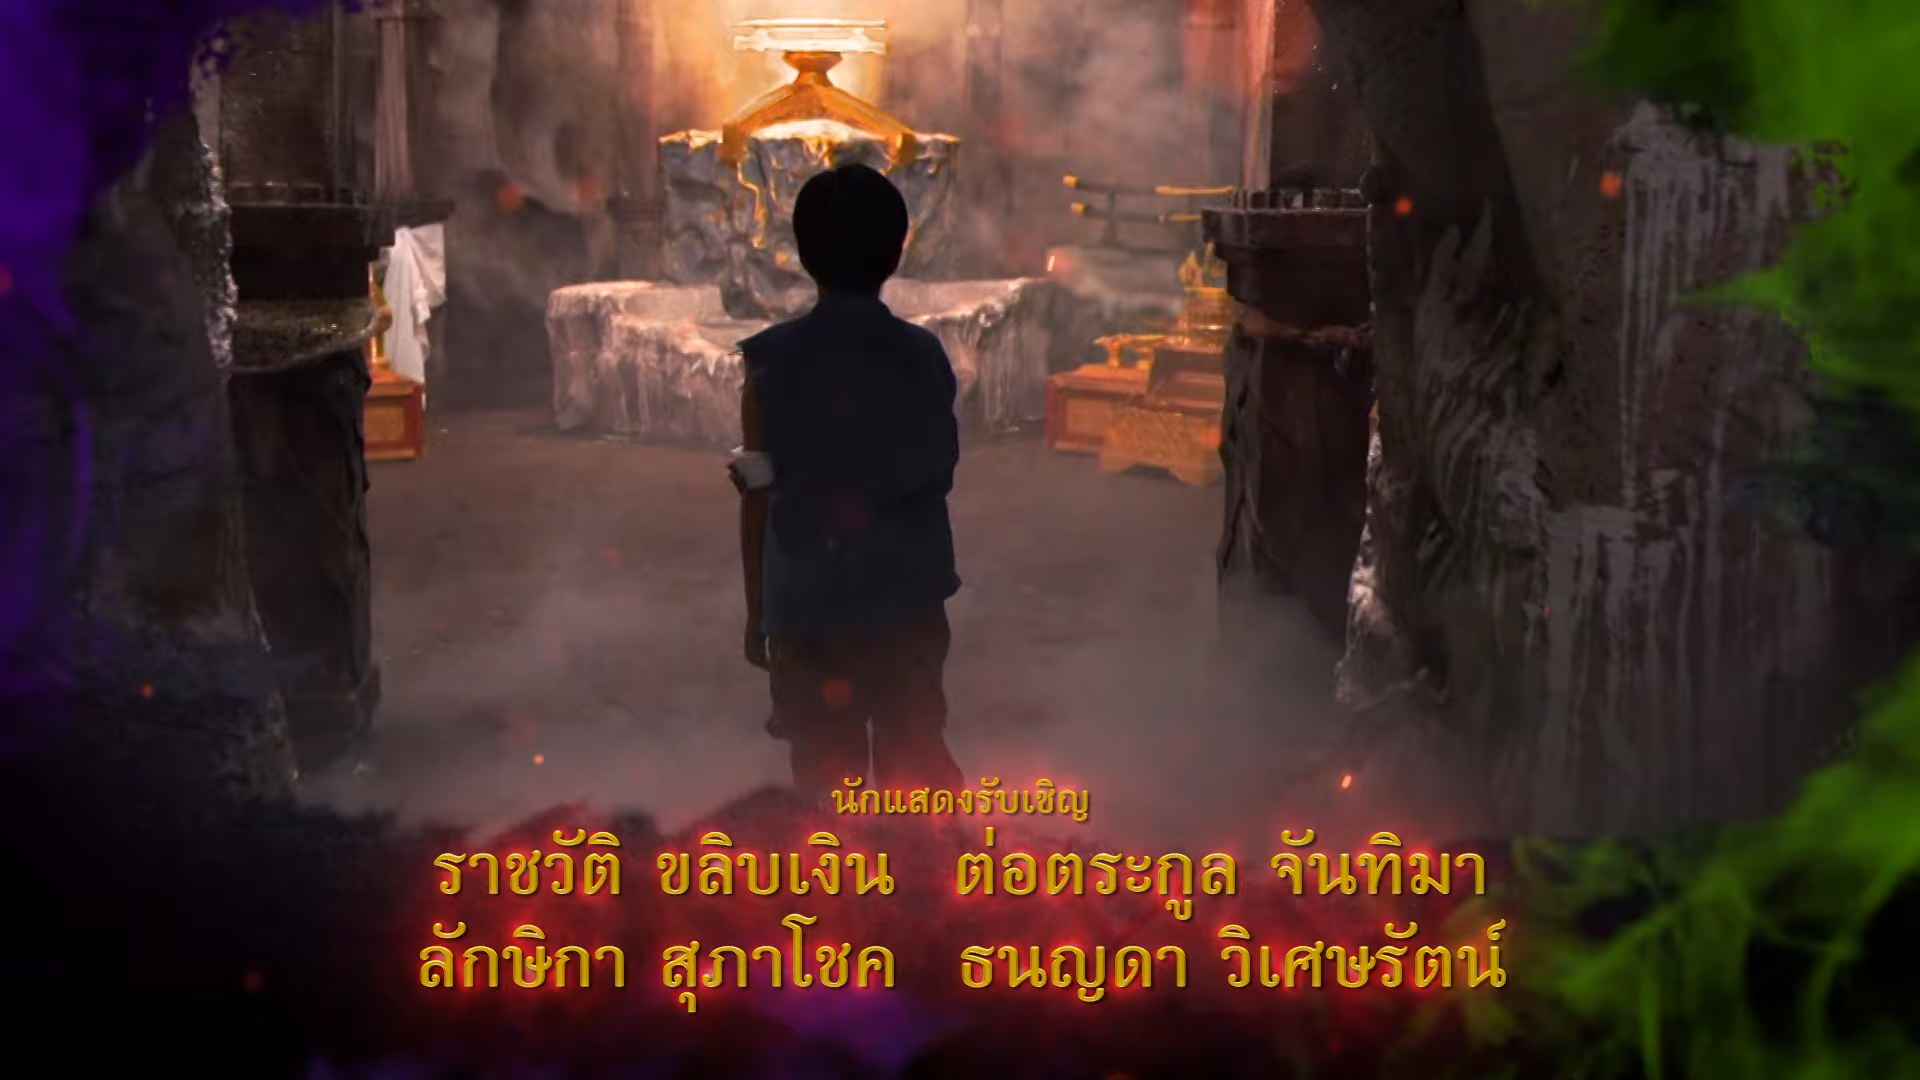 นักแสดงรับเชิญ
ราชวัติ ขลิบเงิน ต่อตระกูล จันทิมา
ลักษิกา สุภาโชค ธนญดา วิเศษรัตน์